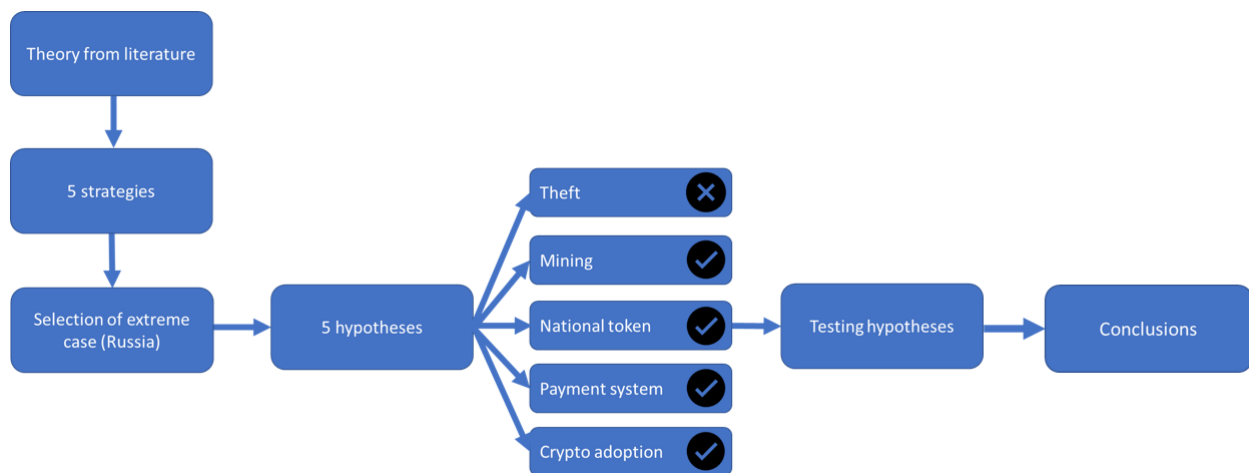 Theory from literature
5 strategies
Selection of extreme
case (Russia)
5 hypotheses
Theft
Mining
National token
Payment system
Crypto adoption
Testing hypotheses
Conclusions